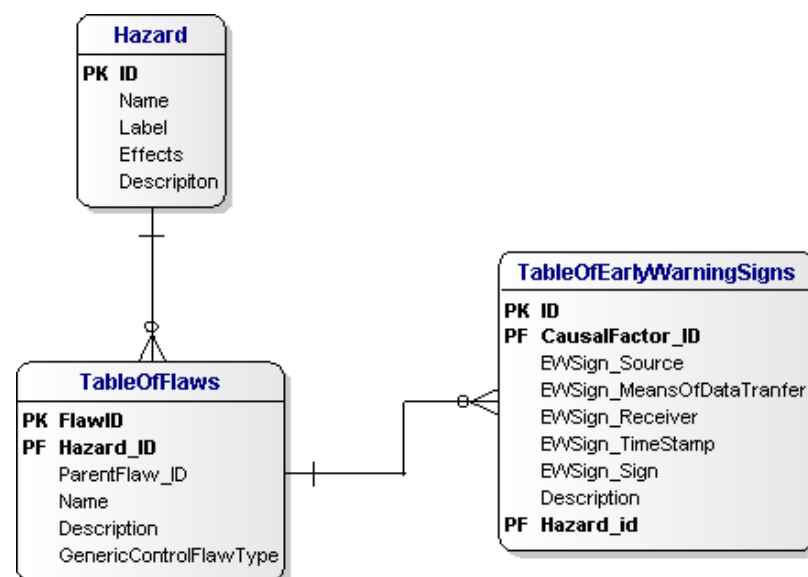 Hazard
PK ID
Name
Label
Effects
Descripiton
TableOfFlaws
PK FlawID
PF Hazard_ID
ParentFlaw_ID
Name
Description
GenericControlFlawType
TableOfEarlyWarningSigns
PK ID
PF CausalFactor_ID
EWSign_Source
EWSign_MeansOfDataTranfer
EWSign_Receiver
EWSign_TimeStamp
EWSign_Sign
Description
PF Hazard_id